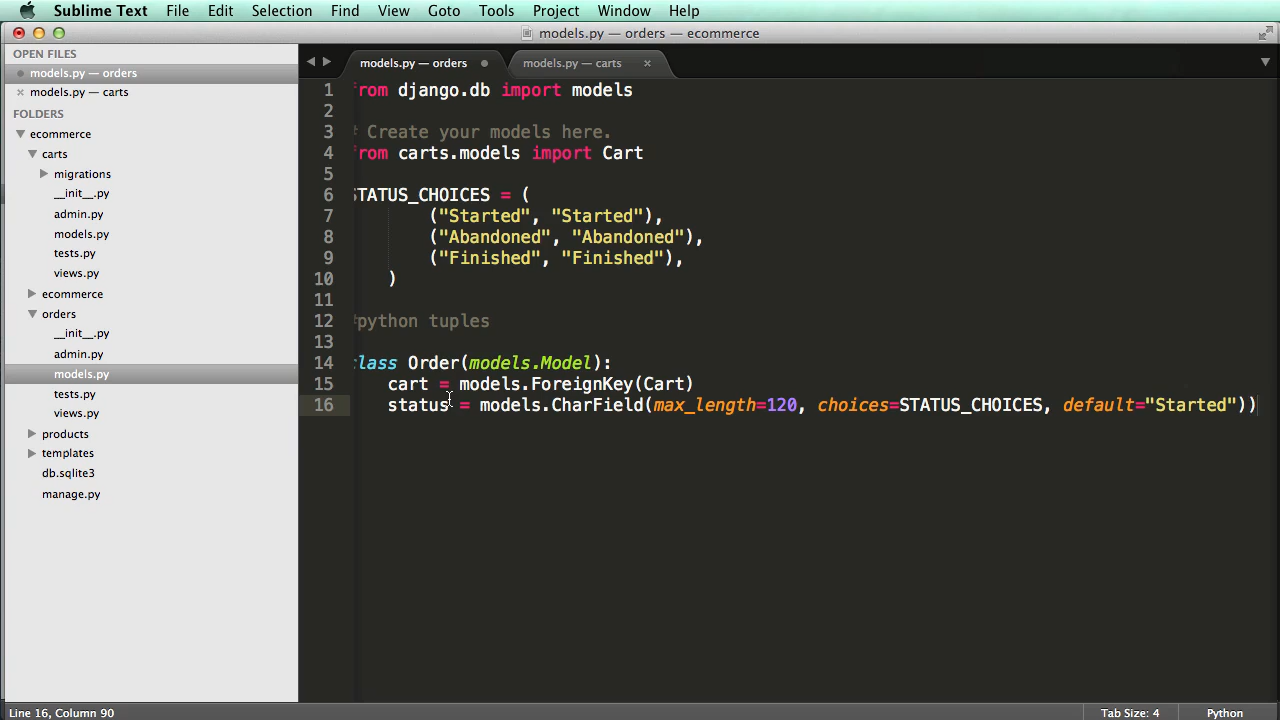 Sublime Text File Edit Selection Find View Goto Tools Project Window Help
models.py — orders — ecommerce
OPEN FILES
models.py — orders
models.py — carts
FOLDERS
ecommerce
carts
migrations
__init__.py
admin.py
models.py
tests.py
views.py
ecommerce
orders
__init__.py
admin.py
models.py
tests.py
views.py
products
templates
db.sqlite3
manage.py
models.py — orders models.py — carts
1 from django.db import models
2
3 # Create your models here.
4 from carts.models import Cart
5
6 STATUS_CHOICES = (
7 ("Started", "Started"),
8 ("Abandoned", "Abandoned"),
9 ("Finished", "Finished"),
10 )
11
12 #python tuples
13
14 class Order(models.Model):
15 cart = models.ForeignKey(Cart)
16 status = models.CharField(max_length=120, choices=STATUS_CHOICES, default="Started"))
Line 16, Column 90 Tab Size: 4 Python